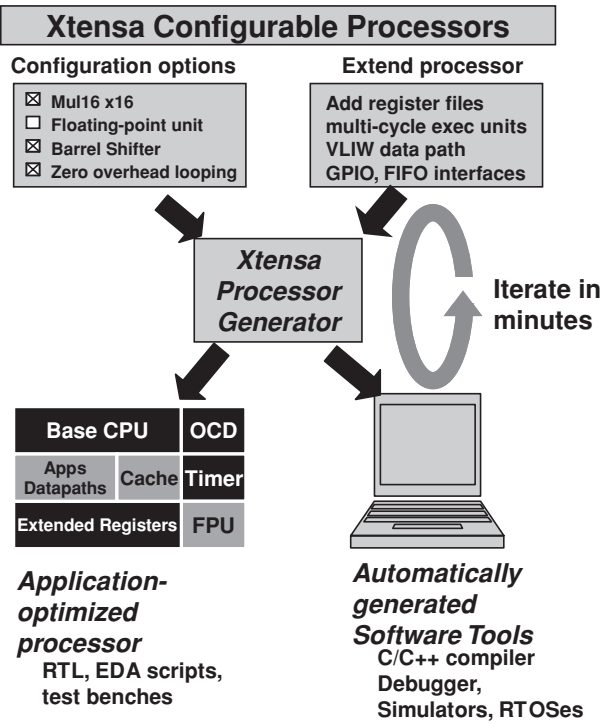 Xtensa Configurable Processors
Configuration options
Mul16 x16
Floating-point unit
Barrel Shifter
Zero overhead looping
Extend processor
Add register files
multi-cycle exec units
VLIW data path
GPIO, FIFO interfaces
Xtensa
Processor
Generator
Iterate in
minutes
Base CPU
OCD
Apps
Datapaths
Cache
Timer
Extended Registers
FPU
Application-
optimized
processor
RTL, EDA scripts,
test benches
Automatically
generated
Software Tools
C/C++ compiler
Debugger,
Simulators, RTOSes